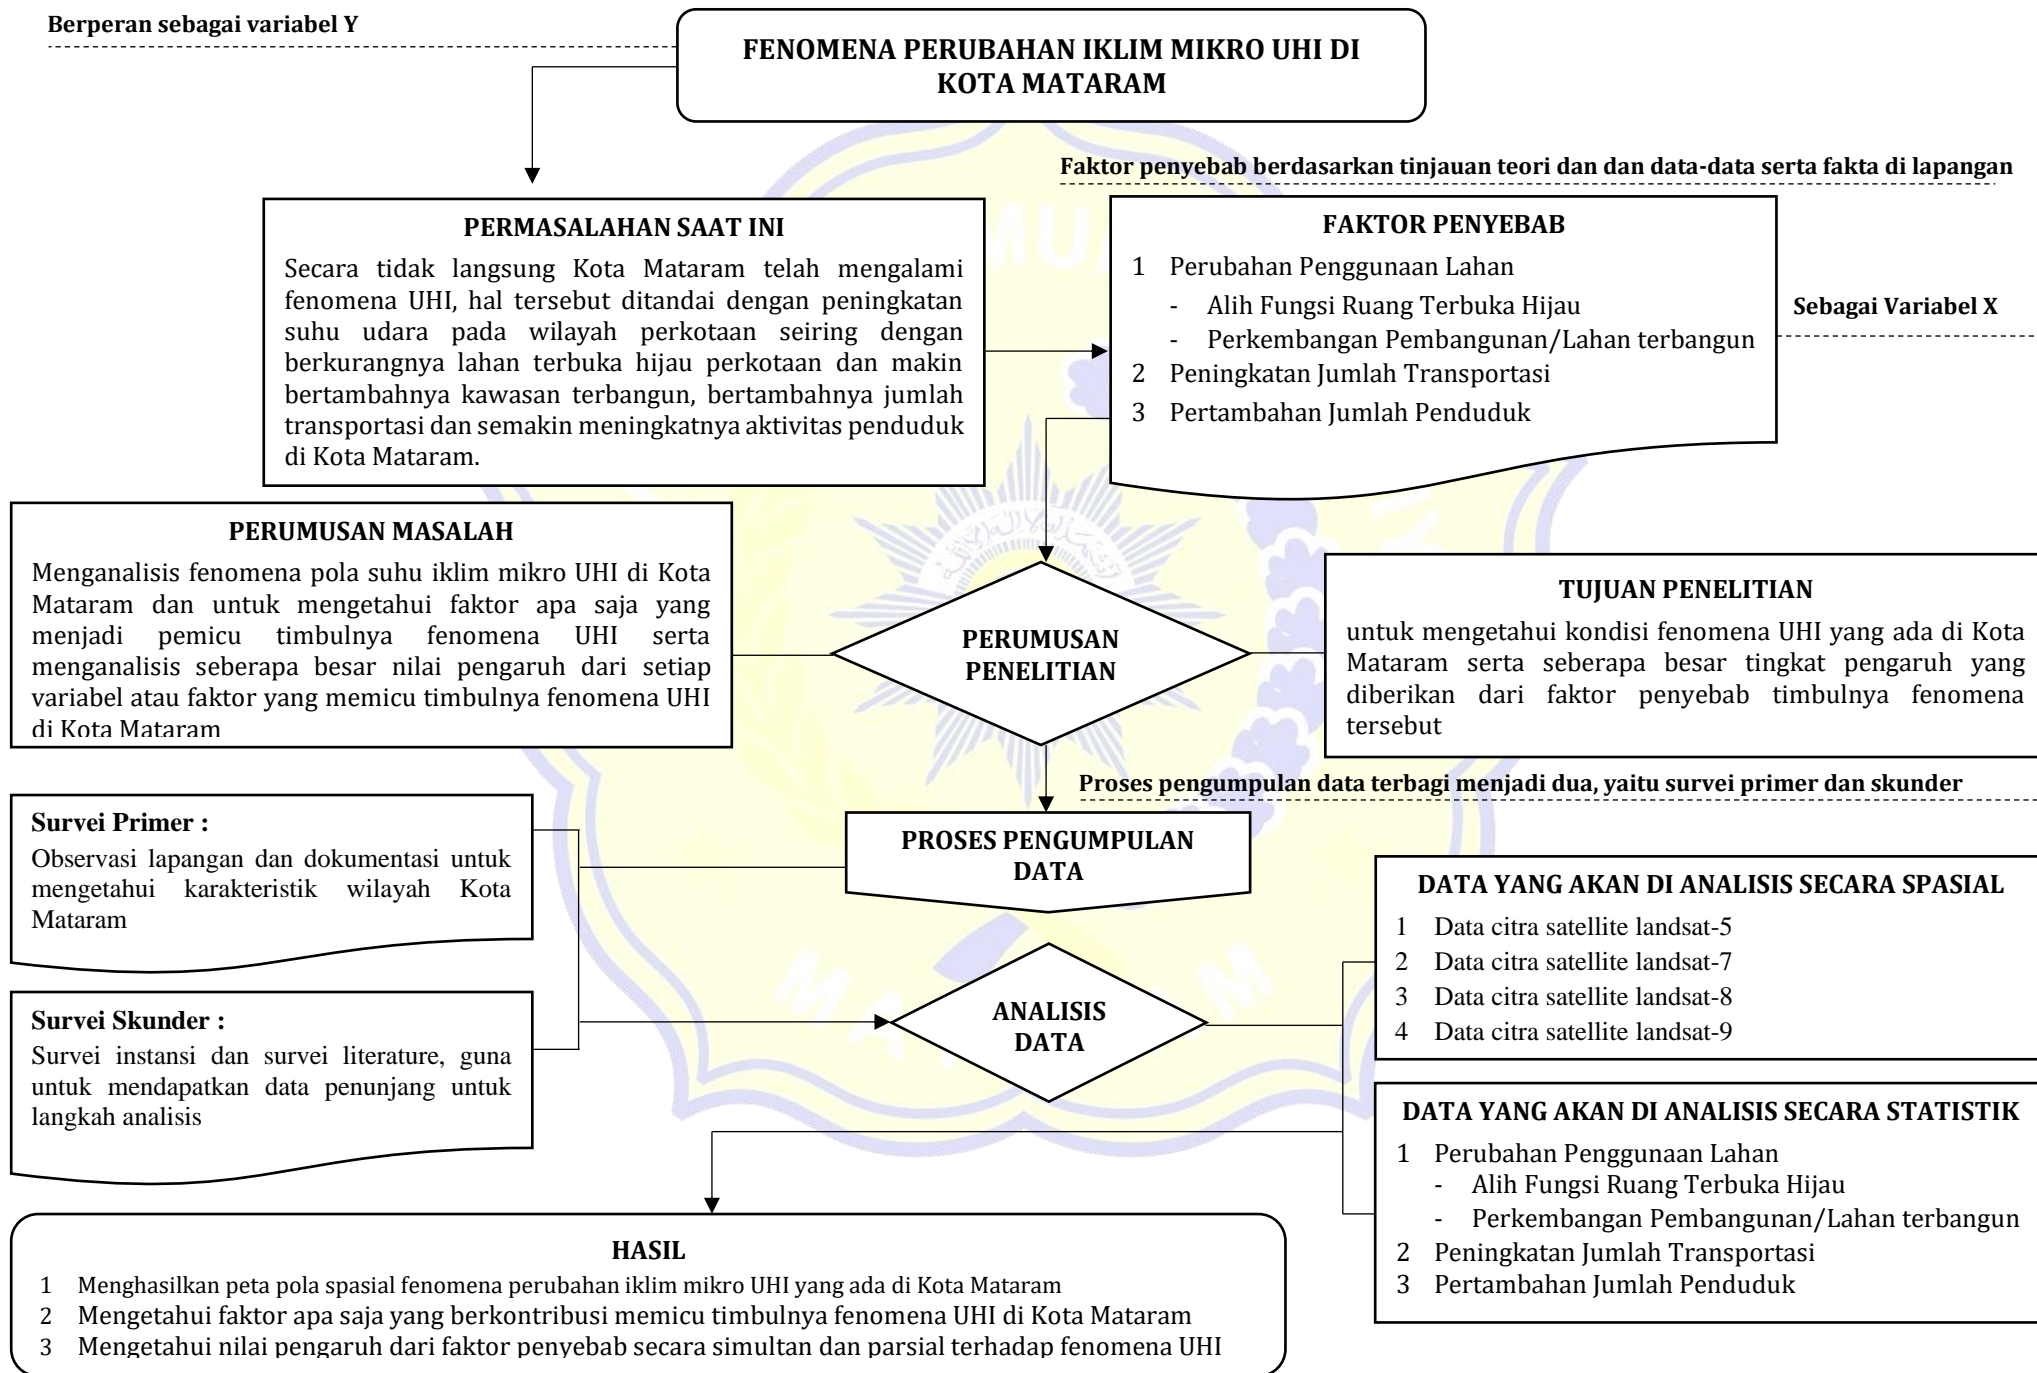 Berperan sebagai variabel Y
FENOMENA PERUBAHAN IKLIM MIKRO UHI DI
KOTA MATARAM
Faktor penyebab berdasarkan tinjauan teori dan dan data-data serta fakta di lapangan
PERMASALAHAN SAAT INI
Secara tidak langsung Kota Mataram telah mengalami
fenomena UHI, hal tersebut ditandai dengan peningkatan
suhu udara pada wilayah perkotaan seiring dengan
berkurangnya lahan terbuka hijau perkotaan dan makin
bertambahnya kawasan terbangun, bertambahnya jumlah
transportasi dan semakin meningkatnya aktivitas penduduk
di Kota Mataram.
FAKTOR PENYEBAB
1 Perubahan Penggunaan Lahan
- Alih Fungsi Ruang Terbuka Hijau
- Perkembangan Pembangunan/Lahan terbangun
2 Peningkatan Jumlah Transportasi
3 Pertambahan Jumlah Penduduk
Sebagai Variabel X
PERUMUSAN MASALAH
Menganalisis fenomena pola suhu iklim mikro UHI di Kota
Mataram dan untuk mengetahui faktor apa saja yang
menjadi pemicu timbulnya fenomena UHI serta
menganalisis seberapa besar nilai pengaruh dari setiap
variabel atau faktor yang memicu timbulnya fenomena UHI
di Kota Mataram
PERUMUSAN
PENELITIAN
TUJUAN PENELITIAN
untuk mengetahui kondisi fenomena UHI yang ada di Kota
Mataram serta seberapa besar tingkat pengaruh yang
diberikan dari faktor penyebab timbulnya fenomena
tersebut
Proses pengumpulan data terbagi menjadi dua, yaitu survei primer dan skunder
Survei Primer :
Observasi lapangan dan dokumentasi untuk
mengetahui karakteristik wilayah Kota
Mataram
PROSES PENGUMPULAN
DATA
DATA YANG AKAN DI ANALISIS SECARA SPASIAL
1 Data citra satellite landsat-5
2 Data citra satellite landsat-7
3 Data citra satellite landsat-8
4 Data citra satellite landsat-9
Survei Skunder :
Survei instansi dan survei literature, guna
untuk mendapatkan data penunjang untuk
langkah analisis
ANALISIS
DATA
DATA YANG AKAN DI ANALISIS SECARA STATISTIK
1 Perubahan Penggunaan Lahan
- Alih Fungsi Ruang Terbuka Hijau
- Perkembangan Pembangunan/Lahan terbangun
2 Peningkatan Jumlah Transportasi
3 Pertambahan Jumlah Penduduk
HASIL
1 Menghasilkan peta pola spasial fenomena perubahan iklim mikro UHI yang ada di Kota Mataram
2 Mengetahui faktor apa saja yang berkontribusi memicu timbulnya fenomena UHI di Kota Mataram
3 Mengetahui nilai pengaruh dari faktor penyebab secara simultan dan parsial terhadap fenomena UHI